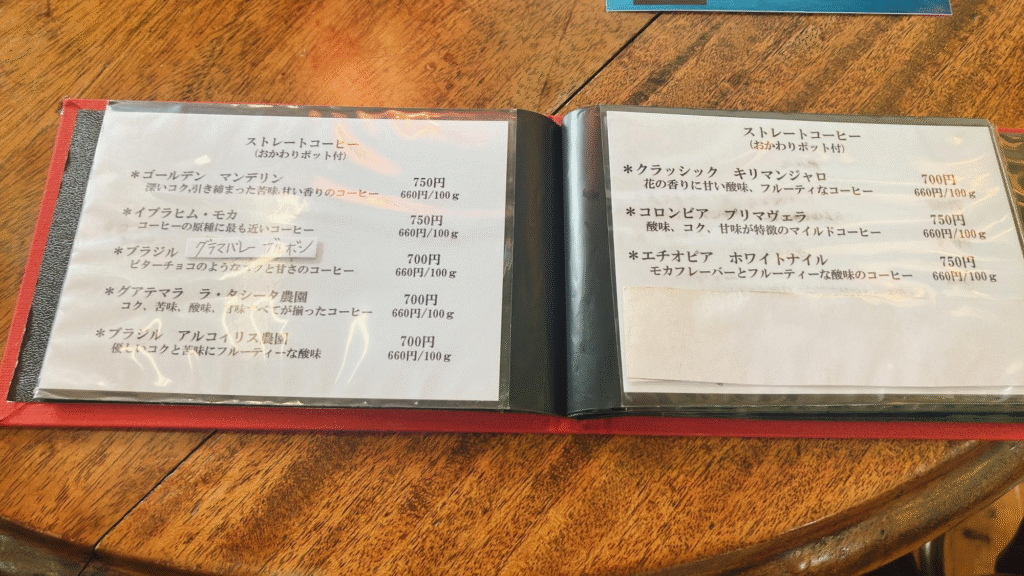 ストレートコーヒー
(おかわりポット付)
＊ゴールデン　マンデリン　750円
深いコク,引き締まった苦味,甘い香りのコーヒー　660円/100ｇ
＊イブラヒム・モカ　750円
コーヒーの原種に最も近いコーヒー　660円/100ｇ
＊ブラジル　グラマバレー　ブルボン　700円
ビターチョコのようなコクと甘さのコーヒー　660円/100ｇ
＊グアテマラ　ラ・タシータ農園　700円
コク、苦味、酸味、甘味すべてが揃ったコーヒー　660円/100ｇ
＊ブラジル　アルコイリス農園　700円
優しいコクと苦味にフルーティーな酸味　660円/100ｇ
ストレートコーヒー
(おかわりポット付)
＊クラッシック　キリマンジャロ　700円
花の香りに甘い酸味、フルーティなコーヒー　660円/100ｇ
＊コロンビア　プリマヴェラ　750円
酸味、コク、甘味が特徴のマイルドコーヒー　660円/100ｇ
＊エチオピア　ホワイトナイル　750円
モカフレーバーとフルーティーな酸味のコーヒー　660円/100ｇ